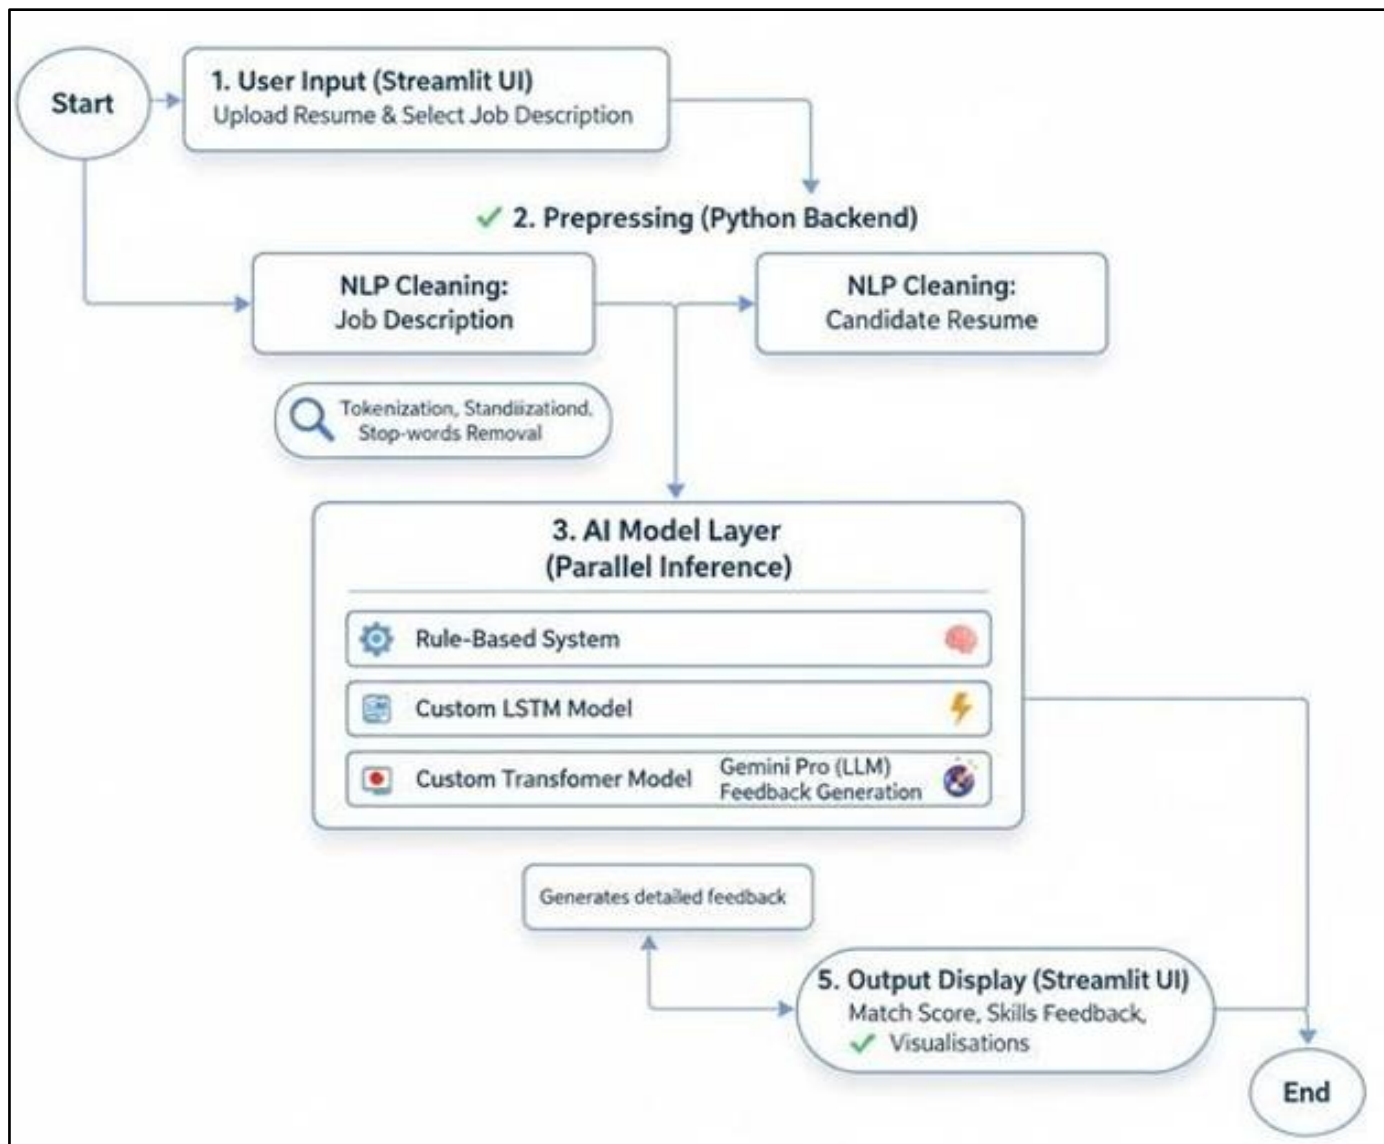 Start
1. User Input (Streamlit UI)
Upload Resume & Select Job Description
2. Prepressing (Python Backend)
NLP Cleaning:
Job Description
NLP Cleaning:
Candidate Resume
Tokenization, Standiizationd,
Stop-words Removal
3. AI Model Layer
(Parallel Inference)
Rule-Based System
Custom LSTM Model
Custom Transfomer Model
Gemini Pro (LLM)
Feedback Generation
Generates detailed feedback
5. Output Display (Streamlit UI)
Match Score, Skills Feedback,
Visualisations
End